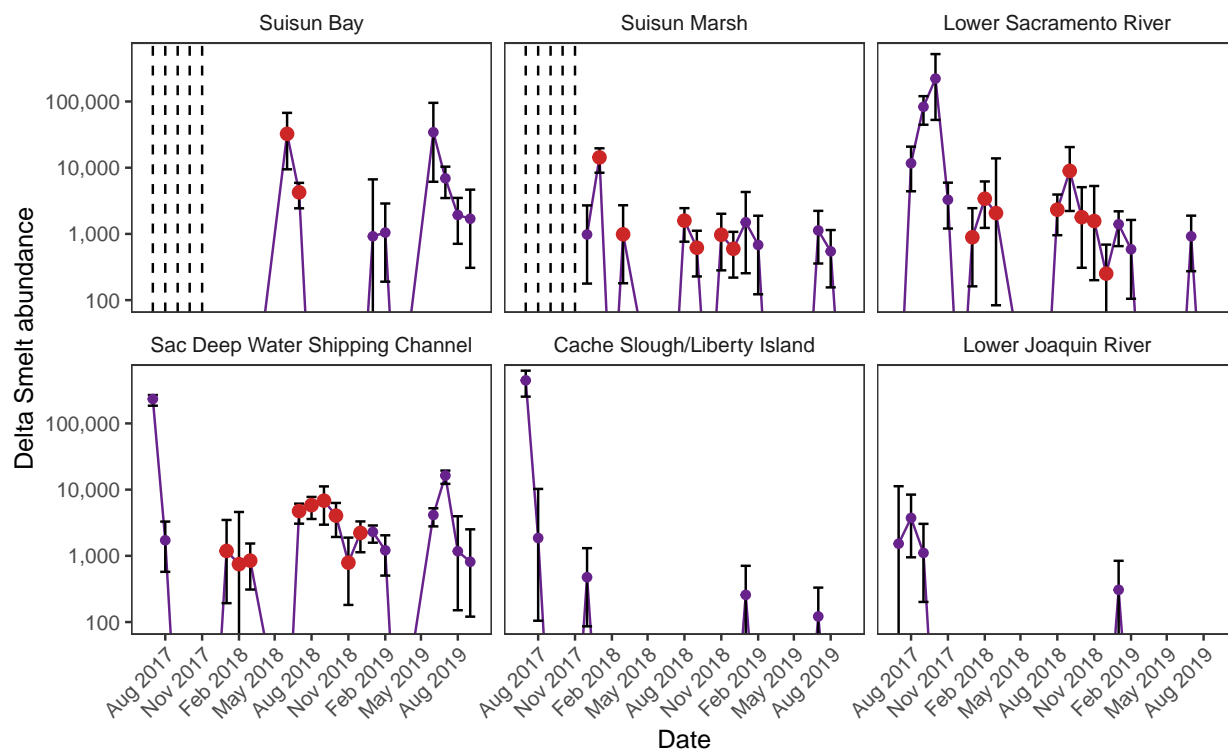 Suisun Bay
Suisun Marsh
Lower Sacramento River
100,000
10,000
1,000
100
Sac Deep Water Shipping Channel
Cache Slough/Liberty Island
Lower Joaquin River
100,000
10,000
1,000
100
Delta Smelt abundance
Aug 2017
Nov 2017
Feb 2018
May 2018
Aug 2018
Nov 2018
Feb 2019
May 2019
Aug 2019
Aug 2017
Nov 2017
Feb 2018
May 2018
Aug 2018
Nov 2018
Feb 2019
May 2019
Aug 2019
Aug 2017
Nov 2017
Feb 2018
May 2018
Aug 2018
Nov 2018
Feb 2019
May 2019
Aug 2019
Date